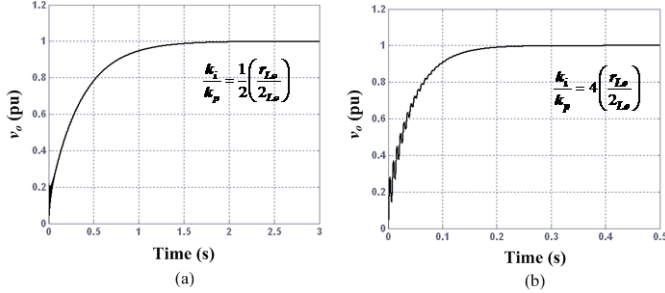 1.2
1
0.8
0.6
0.4
0.2
0
v_o (pu)
k_i/k_p = 1/2 (r_Lo/2_Lo)
0 0.5 1 1.5 2 2.5 3
Time (s)
(a)
1.2
1
0.8
0.6
0.4
0.2
0
v_o (pu)
k_i/k_p = 4 (r_Lo/2_Lo)
0 0.1 0.2 0.3 0.4 0.5
Time (s)
(b)